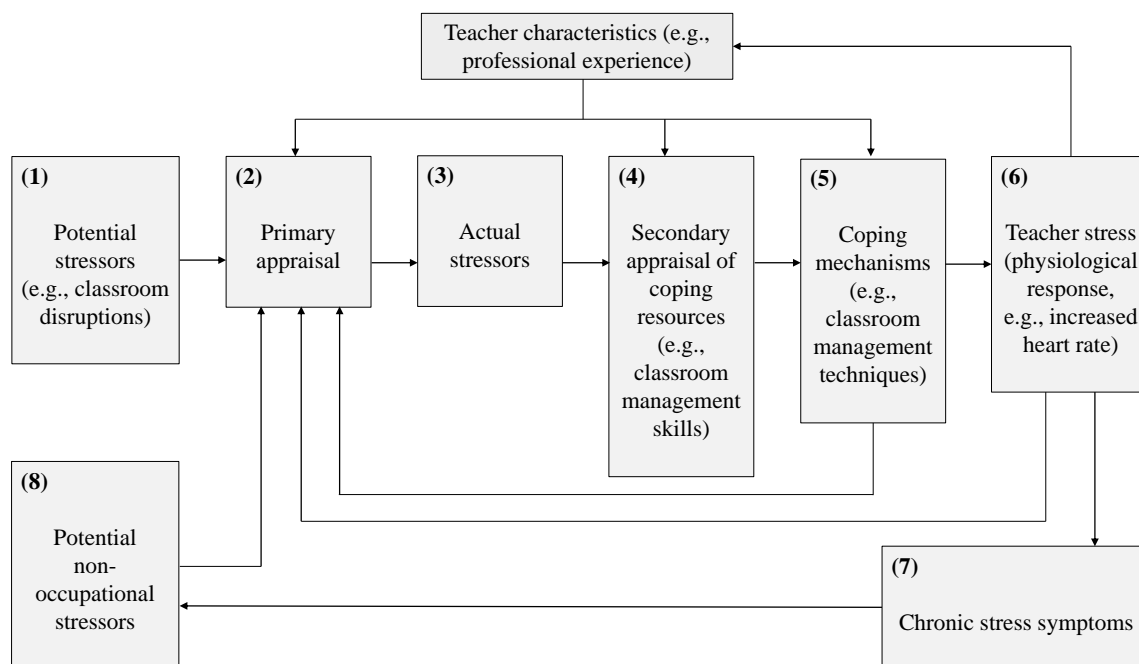 Teacher characteristics (e.g.,
professional experience)
(1)
Potential
stressors
(e.g., classroom
disruptions)
(2)
Primary
appraisal
(3)
Actual
stressors
(4)
Secondary
appraisal of
coping
resources
(e.g.,
classroom
management
skills)
(5)
Coping
mechanisms
(e.g.,
classroom
management
techniques)
(6)
Teacher stress
(physiological
response,
e.g., increased
heart rate)
(8)
Potential
non-
occupational
stressors
(7)
Chronic stress symptoms